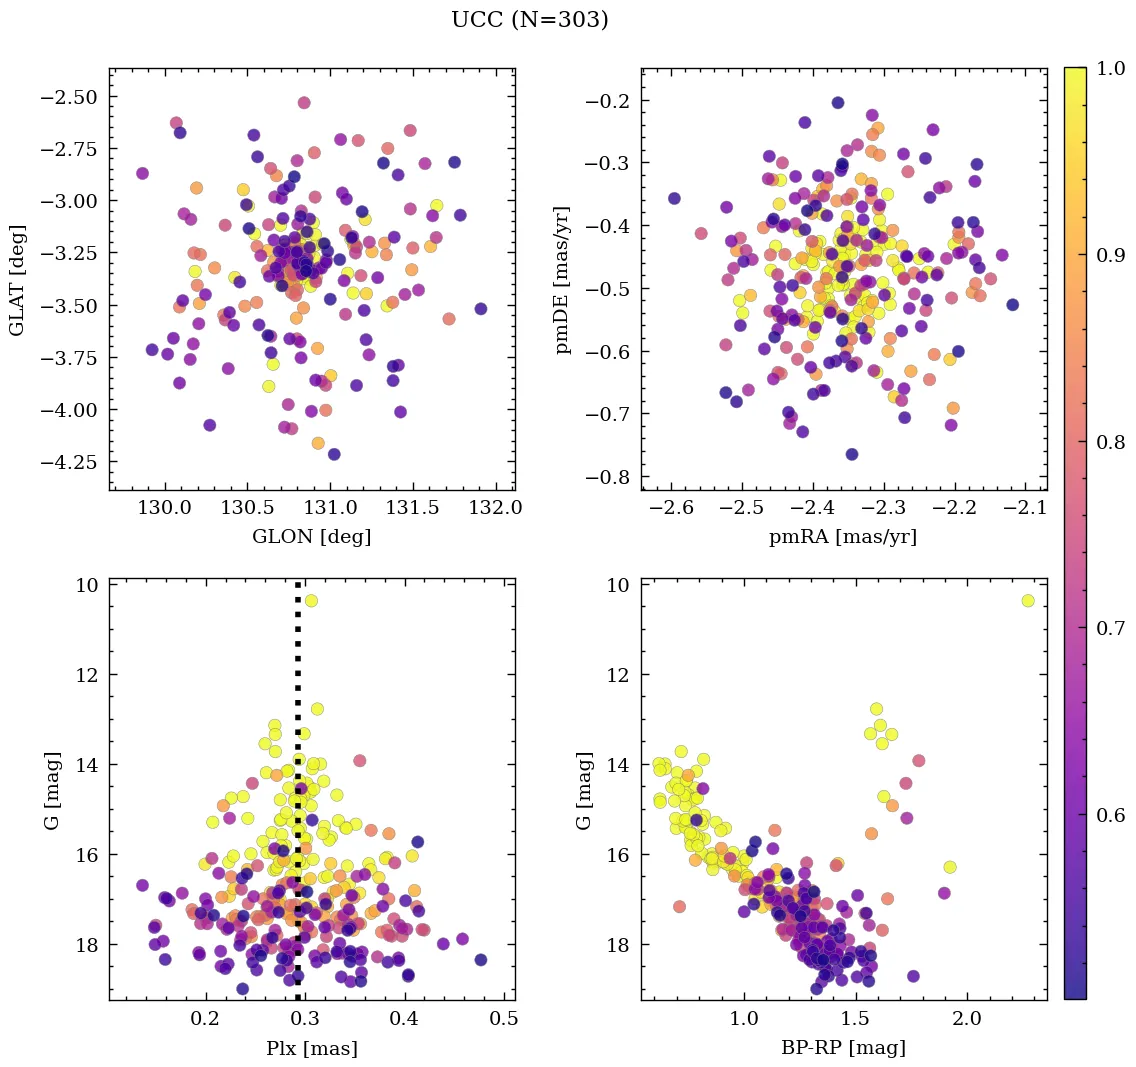 UCC (N=303)
−2.50
−2.75
−3.00
−3.25
−3.50
−3.75
−4.00
−4.25
GLAT [deg]
130.0 130.5 131.0 131.5 132.0
GLON [deg]
−0.2
−0.3
−0.4
−0.5
−0.6
−0.7
−0.8
pmDE [mas/yr]
−2.6 −2.5 −2.4 −2.3 −2.2 −2.1
pmRA [mas/yr]
10
12
14
16
18
G [mag]
0.2 0.3 0.4 0.5
Plx [mas]
10
12
14
16
18
G [mag]
1.0 1.5 2.0
BP-RP [mag]
1.0
0.9
0.8
0.7
0.6